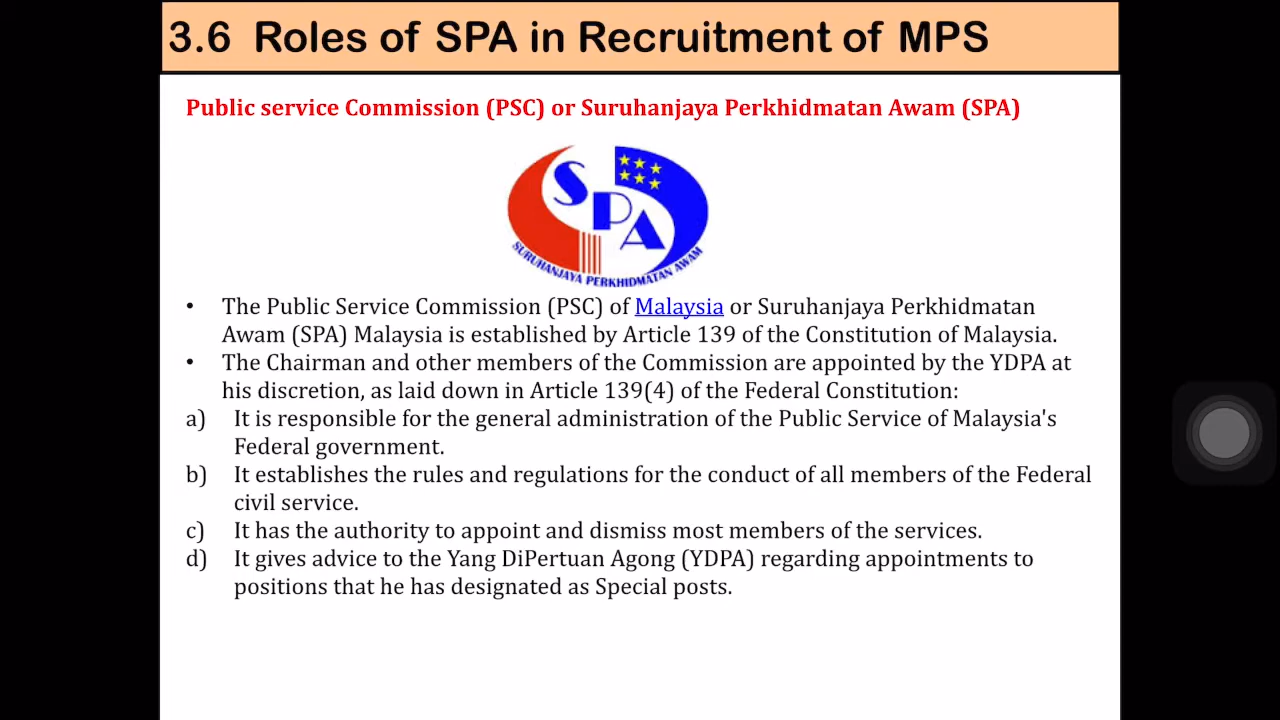 3.6 Roles of SPA in Recruitment of MPS
Public service Commission (PSC) or Suruhanjaya Perkhidmatan Awam (SPA)
SPA
SURUHANJAYA PERKHIDMATAN AWAM
• The Public Service Commission (PSC) of Malaysia or Suruhanjaya Perkhidmatan
Awam (SPA) Malaysia is established by Article 139 of the Constitution of Malaysia.
• The Chairman and other members of the Commission are appointed by the YDPA at
his discretion, as laid down in Article 139(4) of the Federal Constitution:
a) It is responsible for the general administration of the Public Service of Malaysia's
Federal government.
b) It establishes the rules and regulations for the conduct of all members of the Federal
civil service.
c) It has the authority to appoint and dismiss most members of the services.
d) It gives advice to the Yang DiPertuan Agong (YDPA) regarding appointments to
positions that he has designated as Special posts.